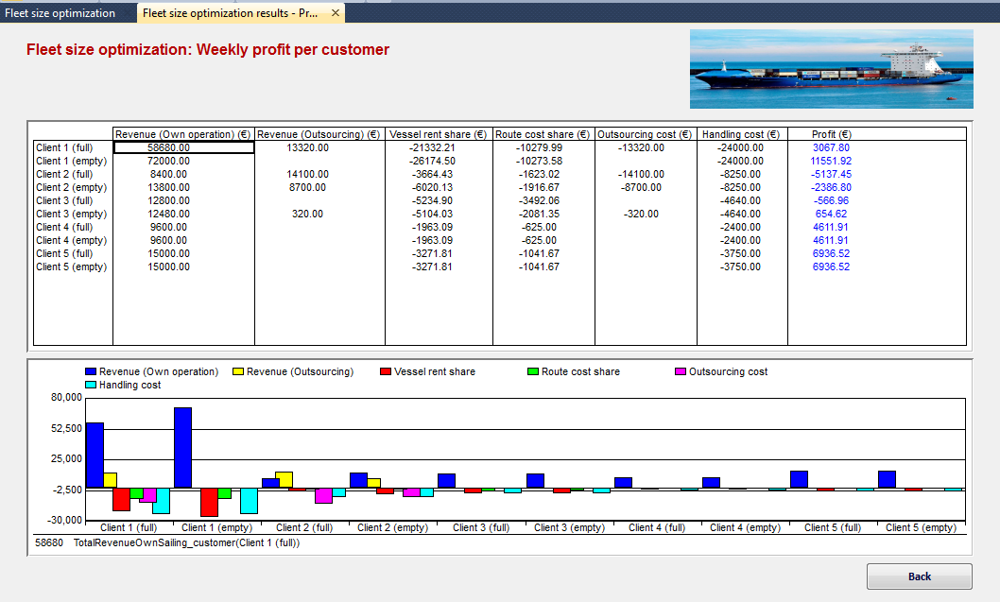 Fleet size optimization
Fleet size optimization results - Pr...
Fleet size optimization: Weekly profit per customer
Revenue (Own operation) (€) Revenue (Outsourcing) (€) Vessel rent share (€) Route cost share (€) Outsourcing cost (€) Handling cost (€) Profit (€)
Client 1 (full) 58680.00 13320.00 -21332.21 -10279.99 -13320.00 -24000.00 3067.80
Client 1 (empty) 72000.00 -26174.50 -10273.58 -24000.00 11551.92
Client 2 (full) 8400.00 14100.00 -3664.43 -1623.02 -14100.00 -8250.00 -5137.45
Client 2 (empty) 13800.00 8700.00 -6020.13 -1916.67 -8700.00 -8250.00 -2386.80
Client 3 (full) 12800.00 -5234.90 -3492.06 -4640.00 -566.96
Client 3 (empty) 12480.00 320.00 -5104.03 -2081.35 -320.00 -4640.00 654.62
Client 4 (full) 9600.00 -1963.09 -625.00 -2400.00 4611.91
Client 4 (empty) 9600.00 -1963.09 -625.00 -2400.00 4611.91
Client 5 (full) 15000.00 -3271.81 -1041.67 -3750.00 6936.52
Client 5 (empty) 15000.00 -3271.81 -1041.67 -3750.00 6936.52
Revenue (Own operation) Revenue (Outsourcing) Vessel rent share Route cost share Outsourcing cost
Handling cost
80,000
52,500
25,000
-2,500
-30,000
Client 1 (full) Client 1 (empty) Client 2 (full) Client 2 (empty) Client 3 (full) Client 3 (empty) Client 4 (full) Client 4 (empty) Client 5 (full) Client 5 (empty)
58680 TotalRevenueOwnSailing_customer(Client 1 (full))
Back